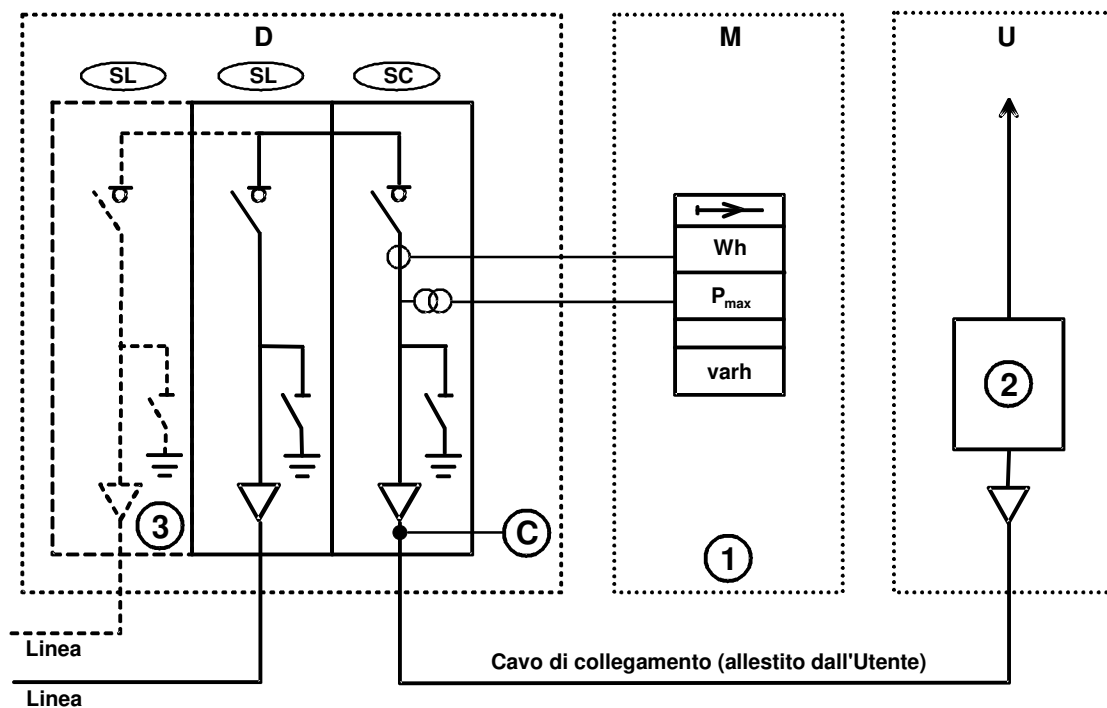 D
M
U
SL
SL
SC
Wh
Pmax
varh
2
3
C
1
Linea
Cavo di collegamento (allestito dall'Utente)
Linea